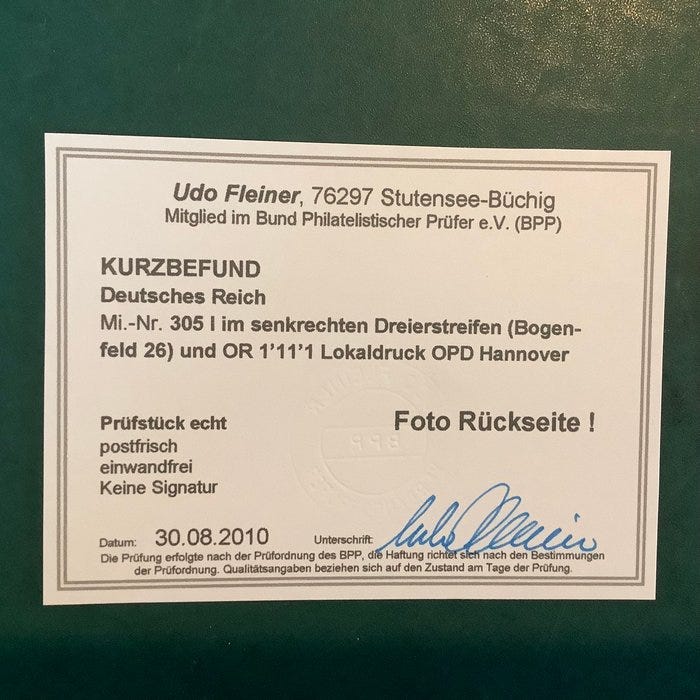 Udo Fleiner, 76297 Stutensee-Büchig
Mitglied im Bund Philatelistischer Prüfer e.V. (BPP)
KURZBEFUND
Deutsches Reich
Mi.-Nr. 305 I im senkrechten Dreierstreifen (Bogen-
feld 26) und OR 1'11'1 Lokaldruck OPD Hannover
Prüfstück echt
Foto Rückseite !
postfrisch
einwandfrei
Keine Signatur
BPP
Datum: 30.08.2010 Unterschrift: Udo Fleiner
Die Prüfung erfolgte nach der Prüfordnung des BPP, die Haftung richtet sich nach den Bestimmungen
der Prüfordnung. Qualitätsangaben beziehen sich auf den Zustand am Tage der Prüfung.